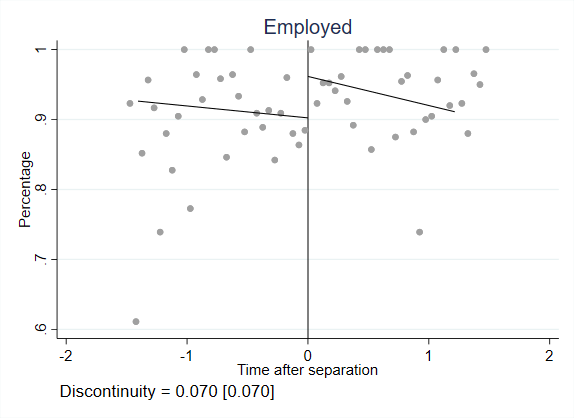 Employed
Percentage
1
.9
.8
.7
.6
-2 -1 0 1 2
Time after separation
Discontinuity = 0.070 [0.070]